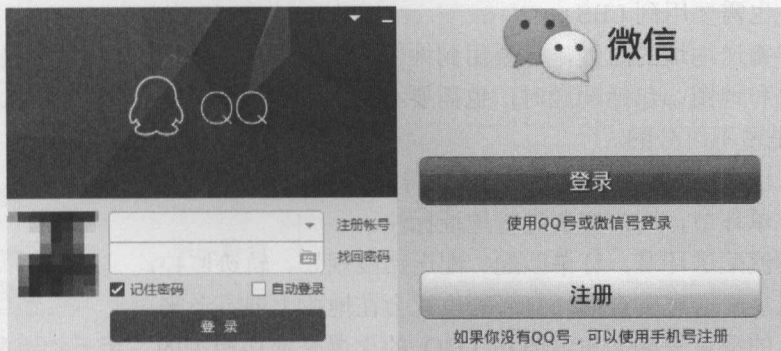 QQ
注册帐号
找回密码
记住密码
自动登录
登 录
微信
登录
使用QQ号或微信号登录
注册
如果你没有QQ号，可以使用手机号注册